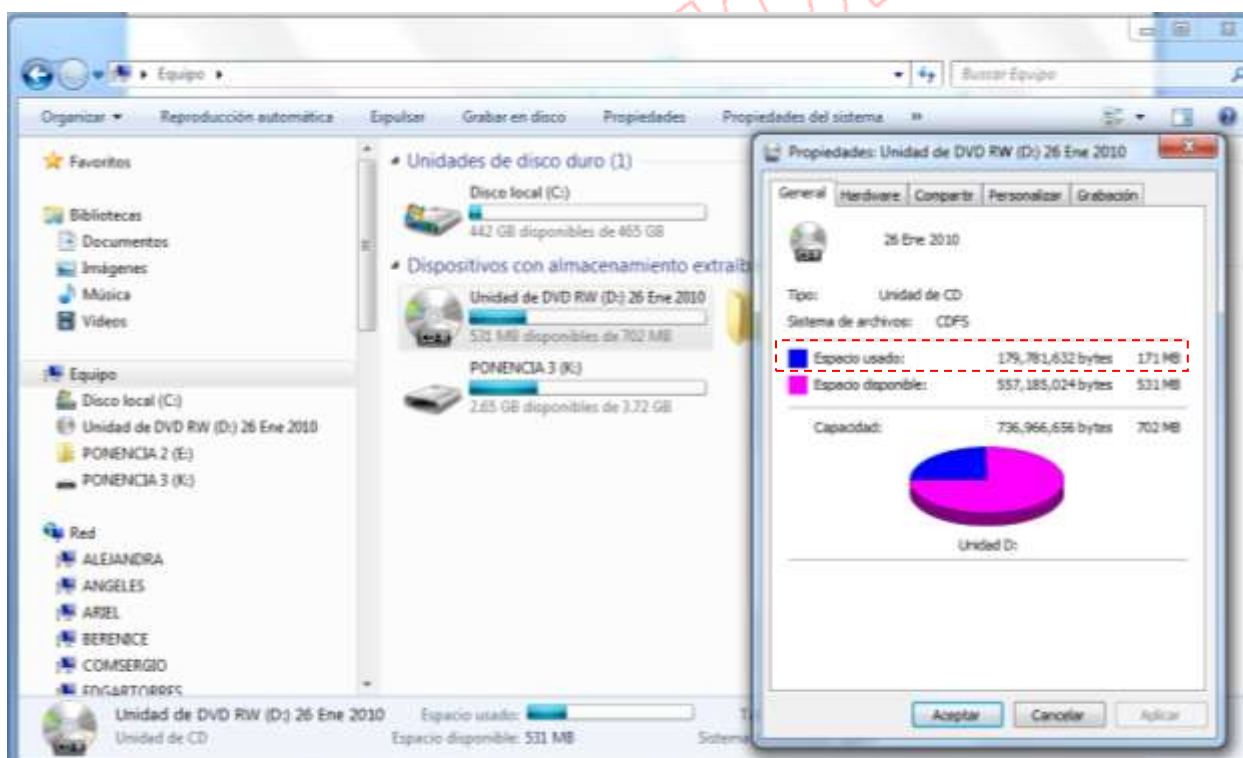 Equipo
Buscar Equipo
Organizar
Reproducción automática
Expulsar
Grabar en disco
Propiedades
Propiedades del sistema
»
Favoritos
Bibliotecas
Documentos
Imágenes
Música
Videos
Equipo
Disco local (C:)
Unidad de DVD RW (D:) 26 Ene 2010
PONENCIA 2 (E:)
PONENCIA 3 (K:)
Red
ALEJANDRA
ANGELES
ARIEL
BERENICE
COMSERGIO
EDGARTORRES
Unidades de disco duro (1)
Disco local (C:)
442 GB disponibles de 465 GB
Dispositivos con almacenamiento extraíb
Unidad de DVD RW (D:) 26 Ene 2010
531 MB disponibles de 702 MB
PONENCIA 3 (K:)
2.65 GB disponibles de 3.72 GB
Propiedades: Unidad de DVD RW (D:) 26 Ene 2010
General
Hardware
Compartir
Personalizar
Grabación
26 Ene 2010
Tipo: Unidad de CD
Sistema de archivos: CDFS
Espacio usado: 179,781,632 bytes 171 MB
Espacio disponible: 557,185,024 bytes 531 MB
Capacidad: 736,966,656 bytes 702 MB
Unidad D:
Aceptar
Cancelar
Aplicar
Unidad de DVD RW (D:) 26 Ene 2010
Espacio usado:
Unidad de CD
Espacio disponible: 531 MB
Sistema